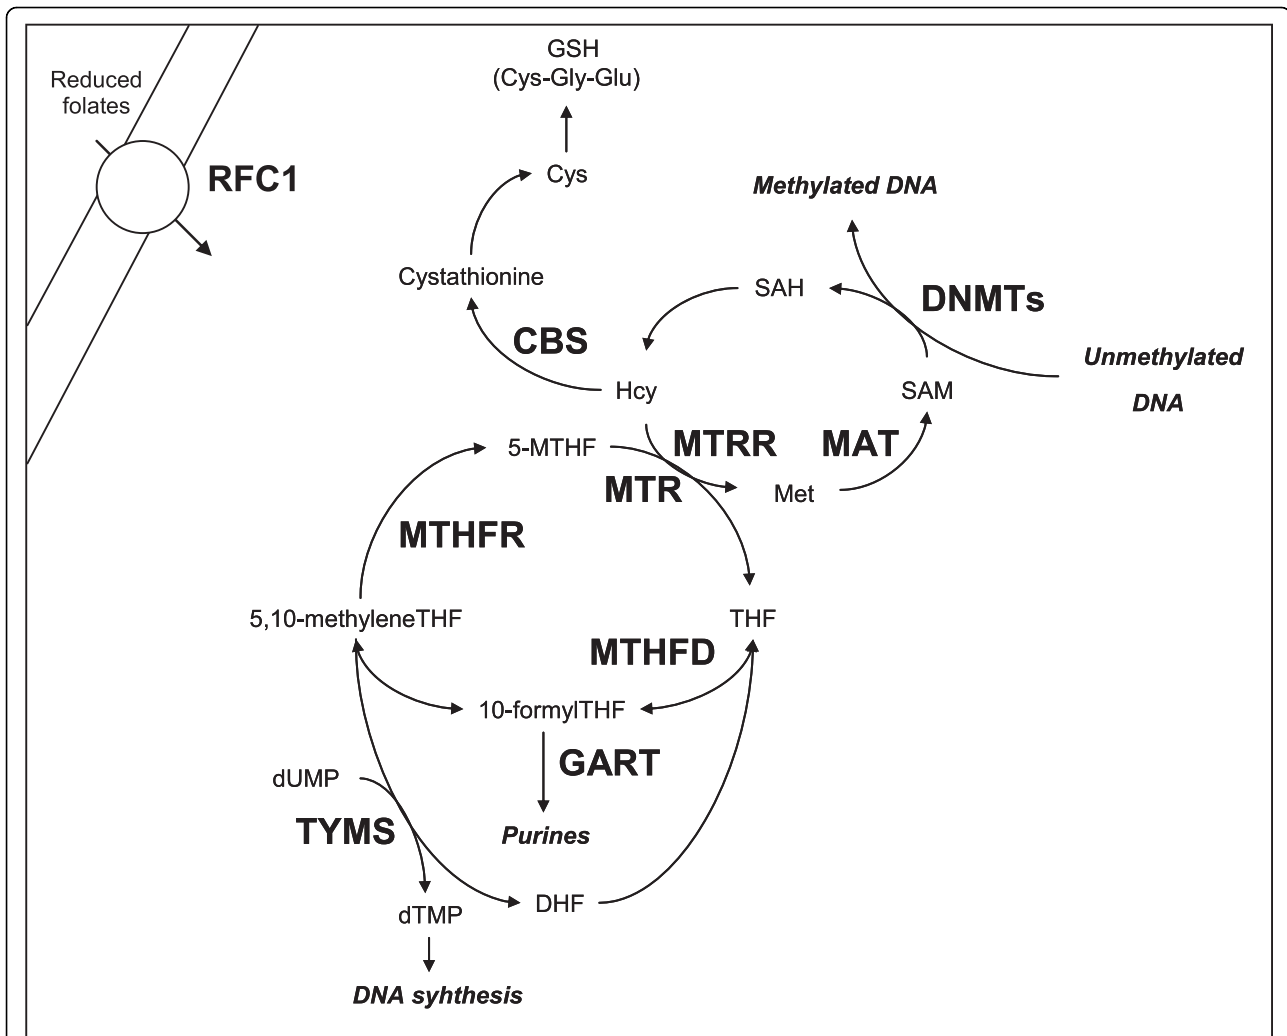 GSH
(Cys-Gly-Glu)
Reduced
folates
RFC1
Cys
Methylated DNA
Cystathionine
SAH
DNMTs
CBS
Unmethylated
DNA
Hcy
SAM
5-MTHF
MTRR
MAT
MTR
Met
MTHFR
5,10-methyleneTHF
THF
MTHFD
10-formylTHF
GART
dUMP
TYMS
Purines
DHF
dTMP
DNA syhthesis